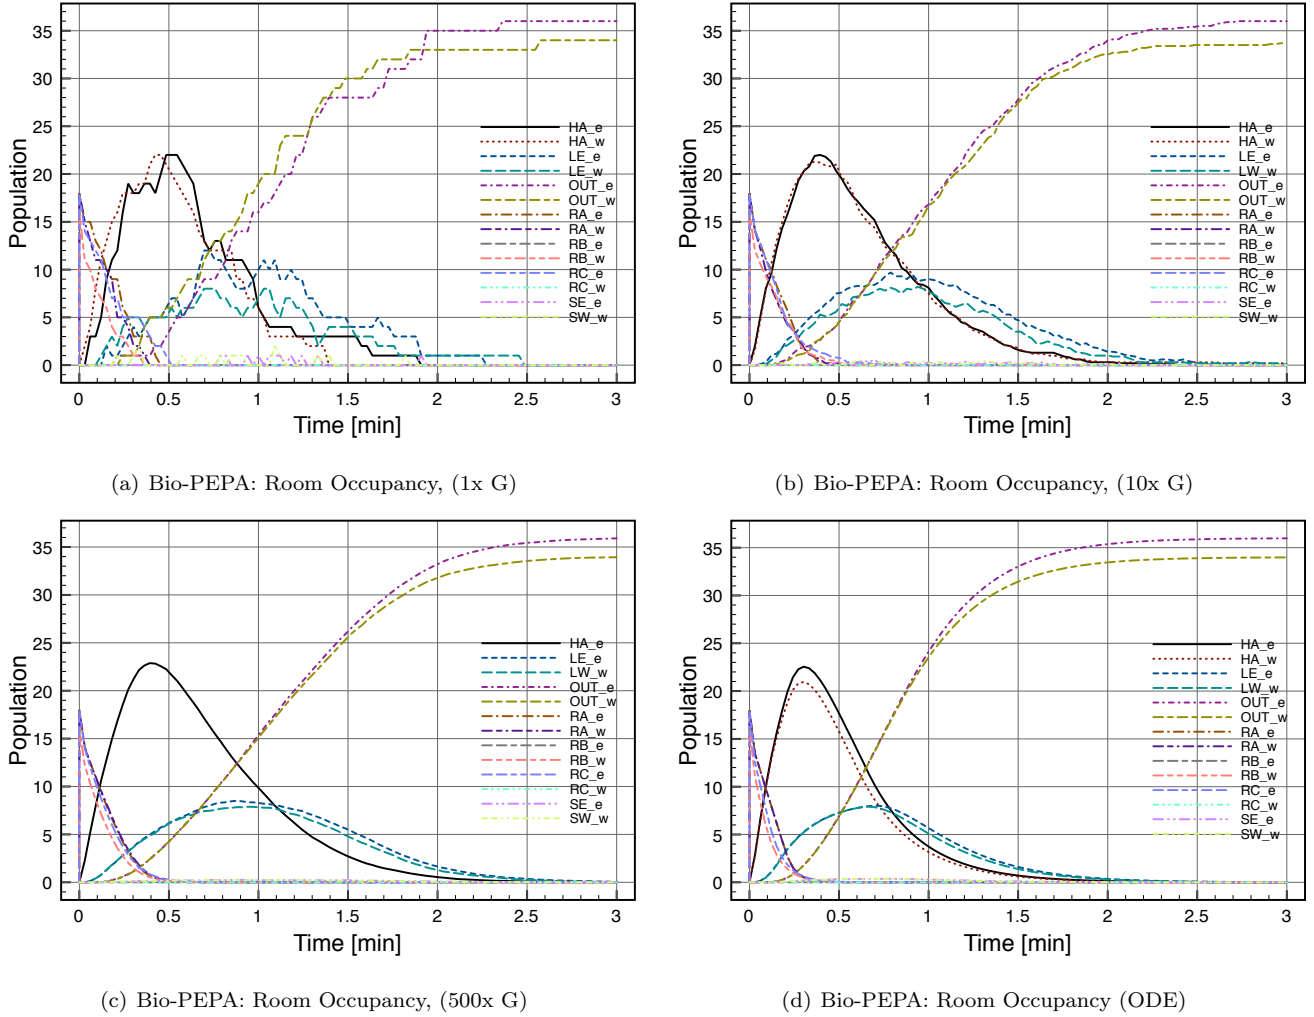 Population
35
30
25
20
15
10
5
0
HA_e
HA_w
LE_e
LE_w
OUT_e
OUT_w
RA_e
RA_w
RB_e
RB_w
RC_e
RC_w
SE_e
SW_w
0 0.5 1 1.5 2 2.5 3
Time [min]
(a) Bio-PEPA: Room Occupancy, (1x G)
Population
35
30
25
20
15
10
5
0
HA_e
HA_w
LE_e
LW_w
OUT_e
OUT_w
RA_e
RA_w
RB_e
RB_w
RC_e
RC_w
SE_e
SW_w
0 0.5 1 1.5 2 2.5 3
Time [min]
(b) Bio-PEPA: Room Occupancy, (10x G)
Population
35
30
25
20
15
10
5
0
HA_e
LE_e
LW_w
OUT_e
OUT_w
RA_e
RA_w
RB_e
RB_w
RC_e
RC_w
SE_e
SW_w
0 0.5 1 1.5 2 2.5 3
Time [min]
(c) Bio-PEPA: Room Occupancy, (500x G)
Population
35
30
25
20
15
10
5
0
HA_e
HA_w
LE_e
LW_w
OUT_e
OUT_w
RA_e
RA_w
RB_e
RB_w
RC_e
RC_w
SE_e
SW_w
0 0.5 1 1.5 2 2.5 3
Time [min]
(d) Bio-PEPA: Room Occupancy (ODE)